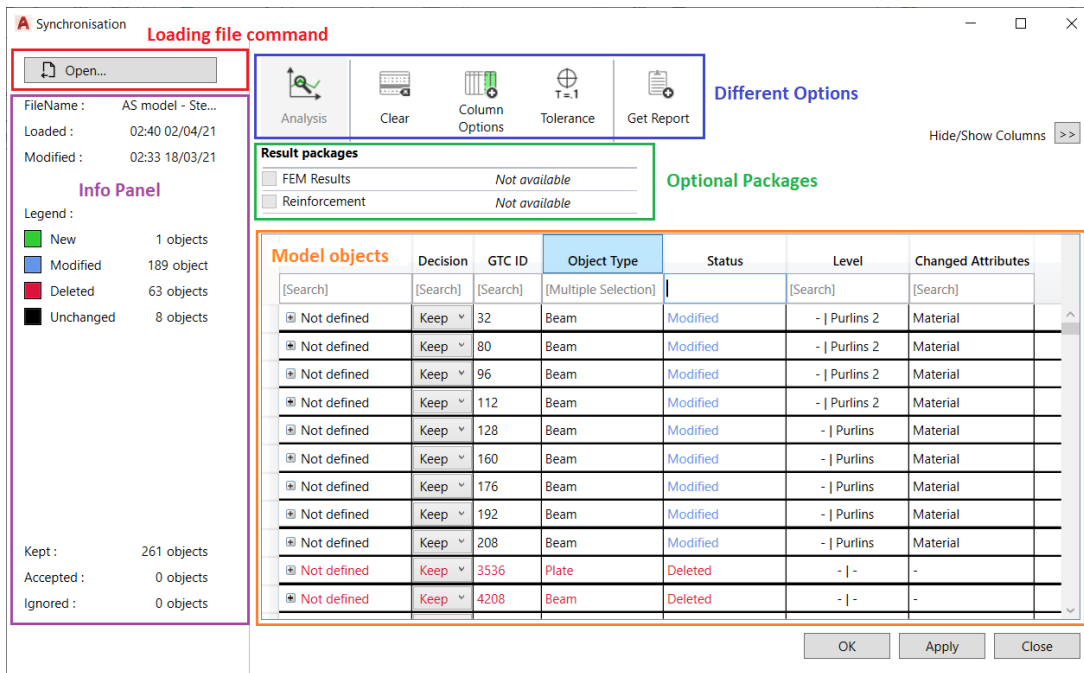 Synchronisation
Loading file command
Open...
FileName : AS model - Ste...
Loaded : 02:40 02/04/21
Modified : 02:33 18/03/21
Info Panel
Legend :
New 1 objects
Modified 189 object
Deleted 63 objects
Unchanged 8 objects
Kept : 261 objects
Accepted : 0 objects
Ignored : 0 objects
Analysis
Clear
Column
Options
T=.1
Tolerance
Get Report
Different Options
Hide/Show Columns >>
Result packages
FEM Results Not available
Reinforcement Not available
Optional Packages
Model objects Decision GTC ID Object Type Status Level Changed Attributes
[Search] [Search] [Search] [Multiple Selection] [Search] [Search]
Not defined Keep 32 Beam Modified - | Purlins 2 Material
Not defined Keep 80 Beam Modified - | Purlins 2 Material
Not defined Keep 96 Beam Modified - | Purlins 2 Material
Not defined Keep 112 Beam Modified - | Purlins 2 Material
Not defined Keep 128 Beam Modified - | Purlins Material
Not defined Keep 160 Beam Modified - | Purlins Material
Not defined Keep 176 Beam Modified - | Purlins Material
Not defined Keep 192 Beam Modified - | Purlins Material
Not defined Keep 208 Beam Modified - | Purlins Material
Not defined Keep 3536 Plate Deleted - | - -
Not defined Keep 4208 Beam Deleted - | - -
OK Apply Close